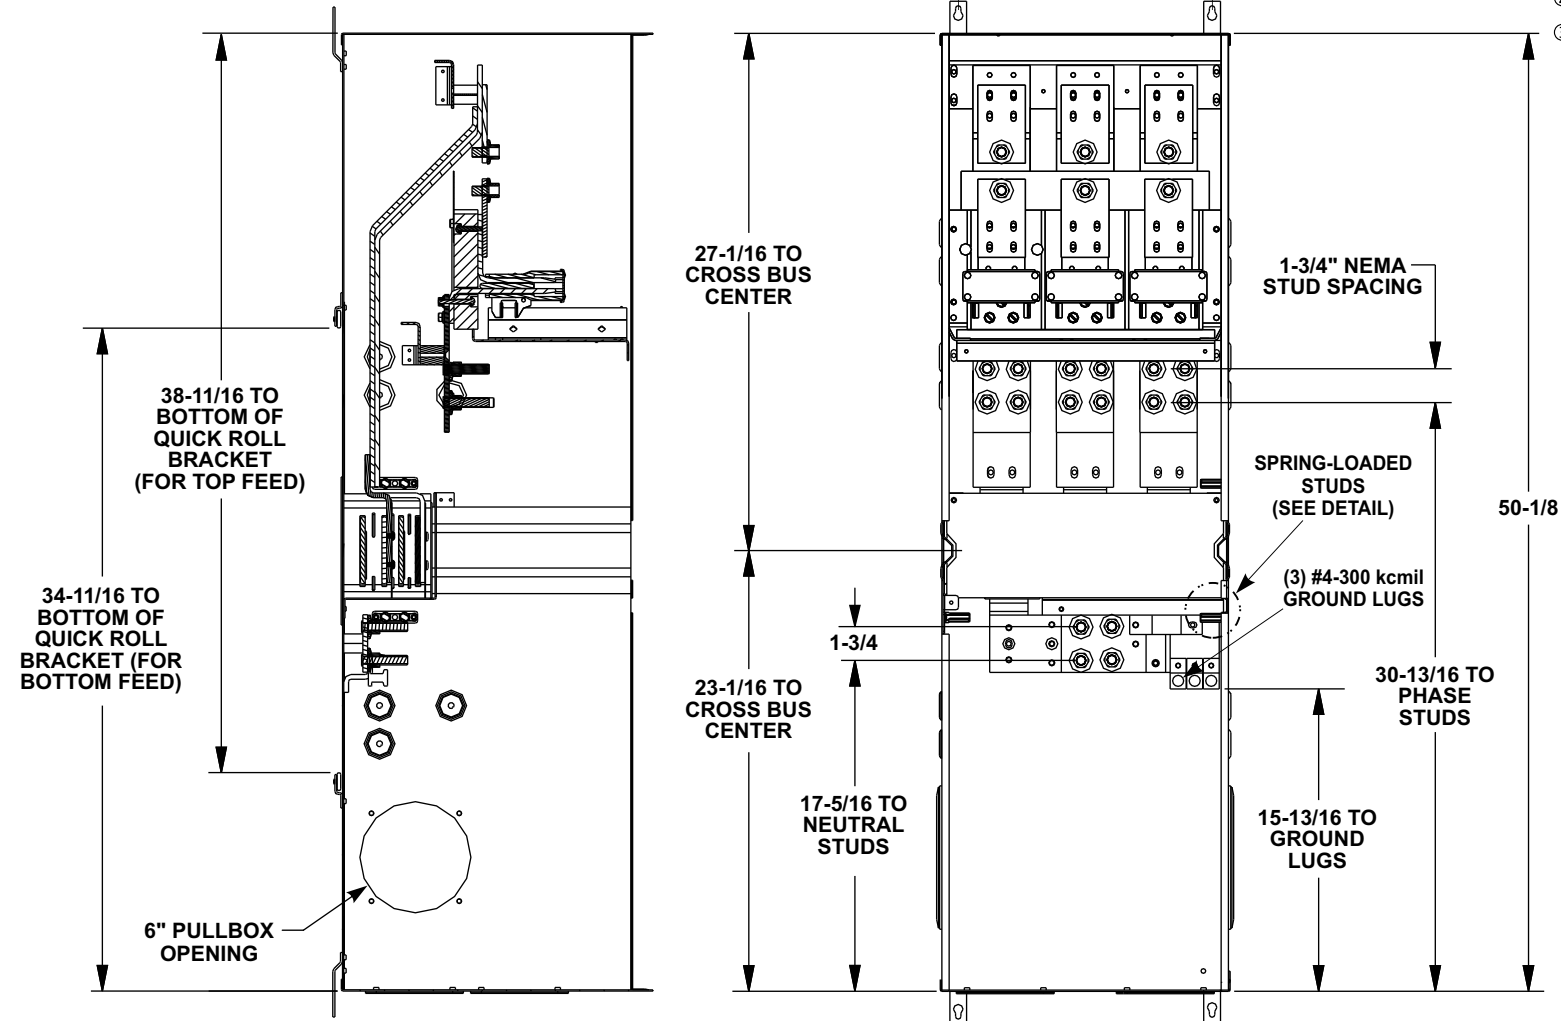 27-1/16 TO
CROSS BUS
CENTER
1-3/4" NEMA
STUD SPACING
38-11/16 TO
BOTTOM OF
QUICK ROLL
BRACKET
(FOR TOP FEED)
SPRING-LOADED
STUDS
(SEE DETAIL)
50-1/8
34-11/16 TO
BOTTOM OF
QUICK ROLL
BRACKET (FOR
BOTTOM FEED)
(3) #4-300 kcmil
GROUND LUGS
1-3/4
23-1/16 TO
CROSS BUS
CENTER
30-13/16 TO
PHASE
STUDS
17-5/16 TO
NEUTRAL
STUDS
15-13/16 TO
GROUND
LUGS
6" PULLBOX
OPENING